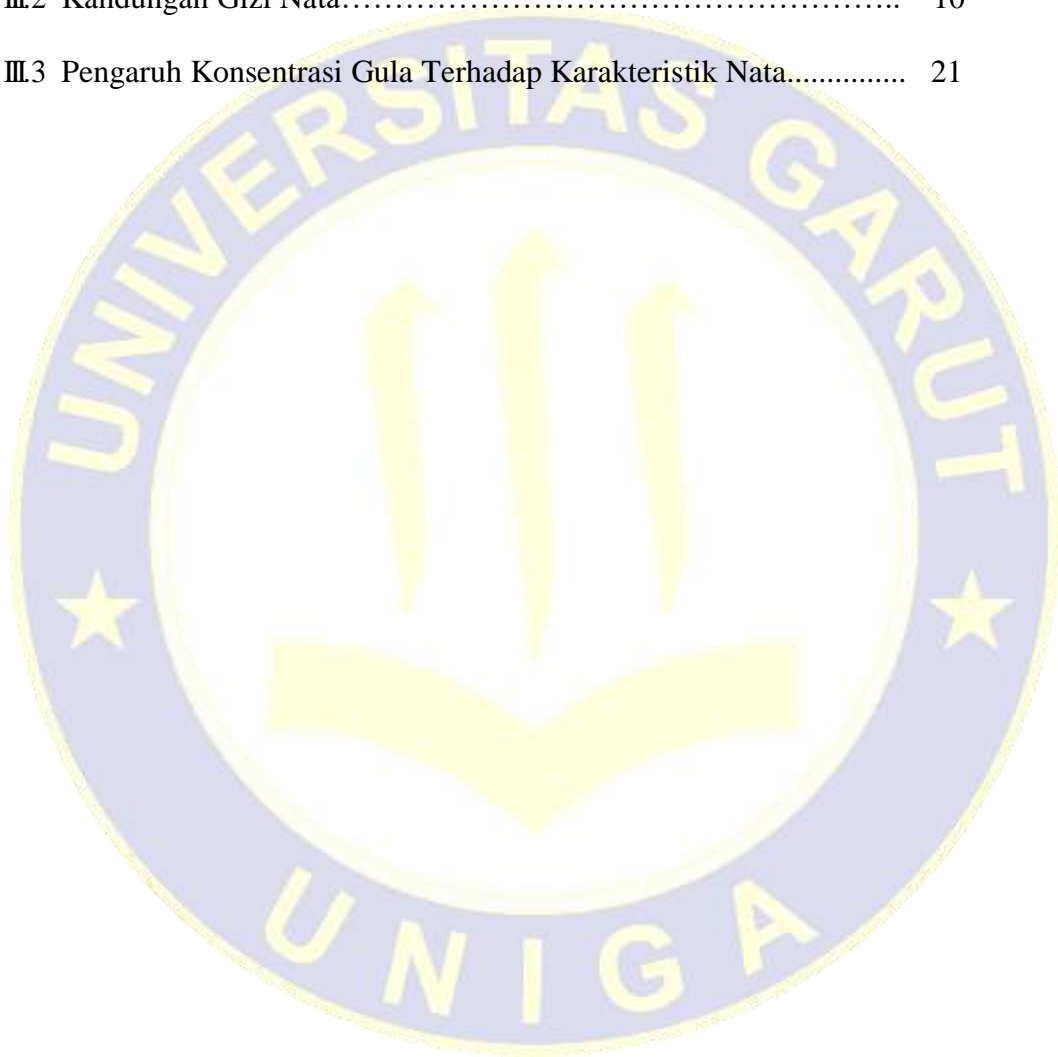 Ⅲ.2 Kandungan Gizi Nata……………………………………………….. 10
Ⅲ.3 Pengaruh Konsentrasi Gula Terhadap Karakteristik Nata............... 21
UNIVERSITAS GARUT
UNIGA